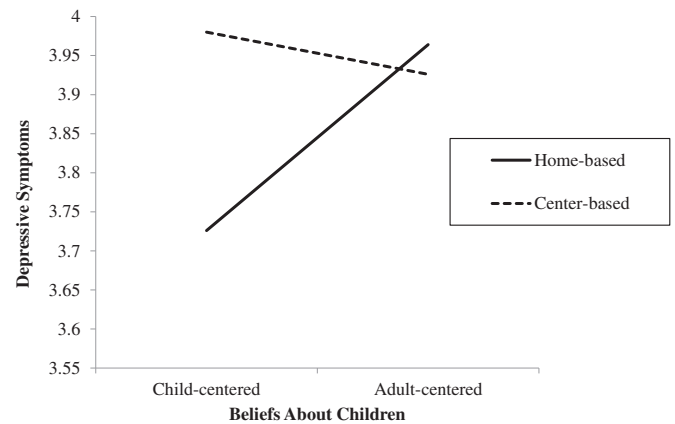 4
3.95
3.9
3.85
3.8
3.75
3.7
3.65
3.6
3.55
Depressive Symptoms
Child-centered Adult-centered
Beliefs About Children
Home-based
Center-based